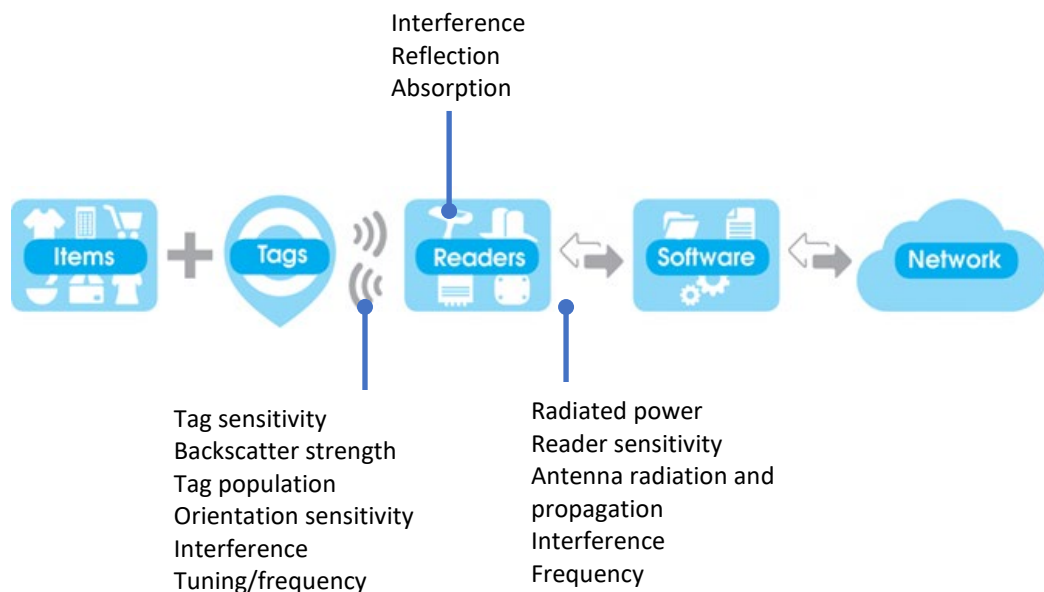 Interference
Reflection
Absorption
Items
Tags
Readers
Software
Network
Tag sensitivity
Backscatter strength
Tag population
Orientation sensitivity
Interference
Tuning/frequency
Radiated power
Reader sensitivity
Antenna radiation and
propagation
Interference
Frequency